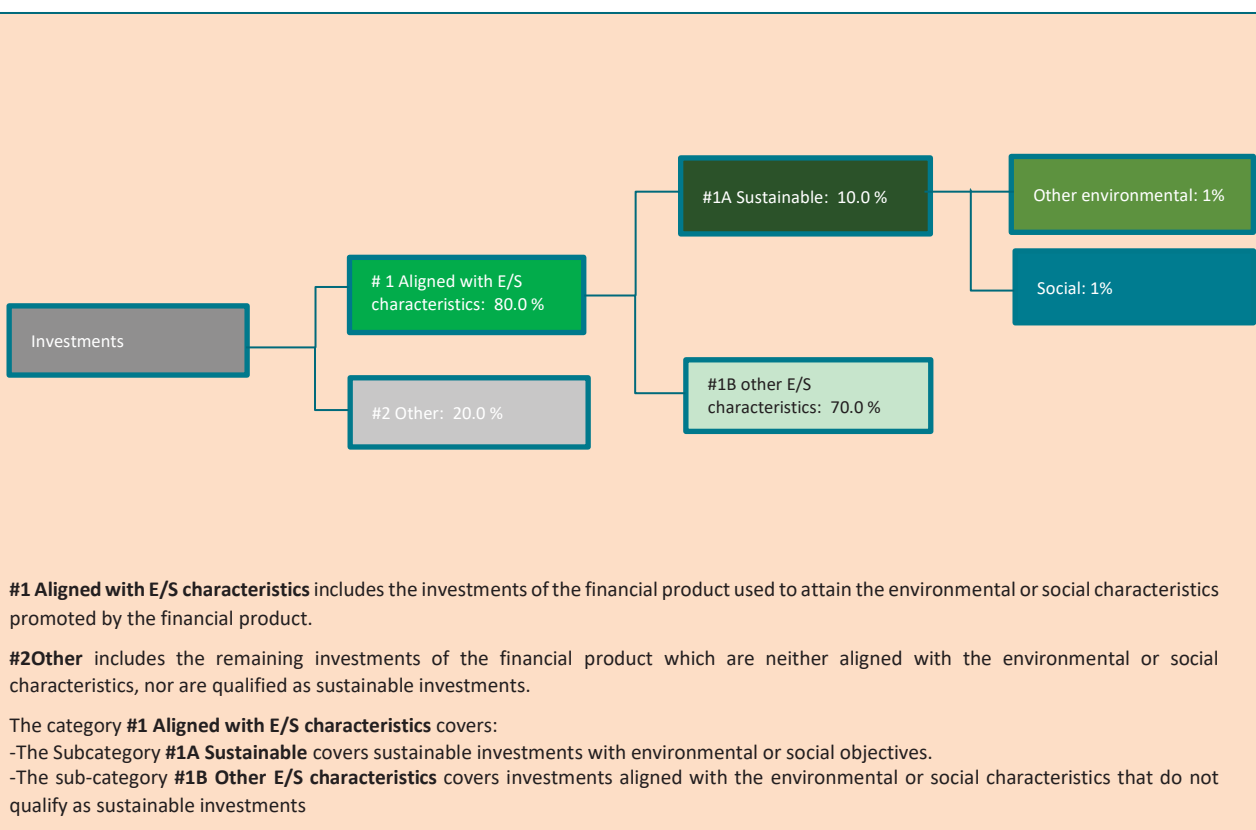 Investments
# 1 Aligned with E/S
characteristics:  80.0 %
#2 Other:  20.0 %
#1A Sustainable:  10.0 %
#1B other E/S
characteristics:  70.0 %
Other environmental: 1%
Social: 1%
#1 Aligned with E/S characteristics includes the investments of the financial product used to attain the environmental or social characteristics
promoted by the financial product.
#2Other includes the remaining investments of the financial product which are neither aligned with the environmental or social
characteristics, nor are qualified as sustainable investments.
The category #1 Aligned with E/S characteristics covers:
-The Subcategory #1A Sustainable covers sustainable investments with environmental or social objectives.
-The sub-category #1B Other E/S characteristics covers investments aligned with the environmental or social characteristics that do not
qualify as sustainable investments